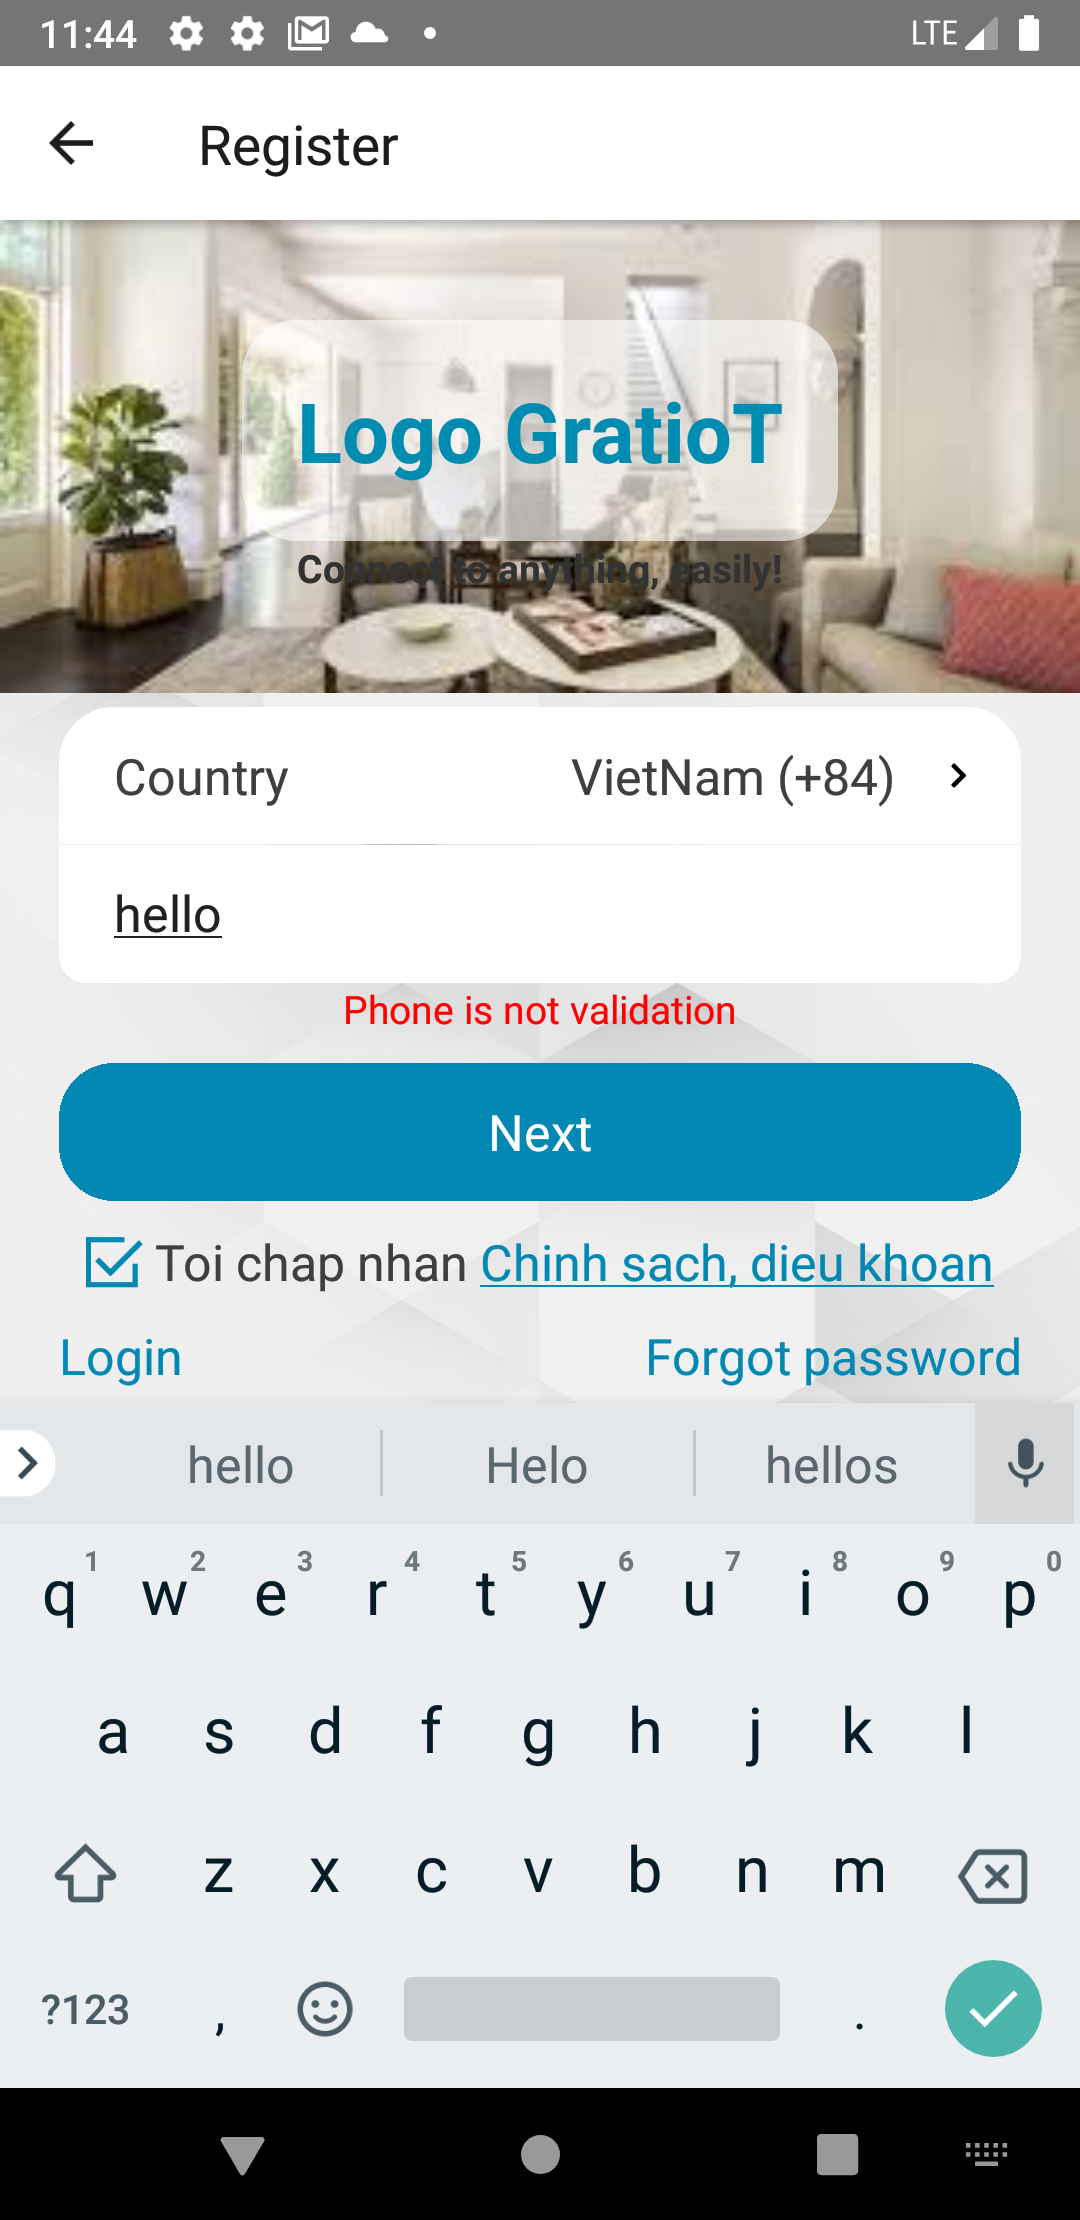 11:44 LTE
Register
Logo GratioT
Connect to anything, easily!
Country VietNam (+84)
hello
Phone is not validation
Next
Toi chap nhan Chinh sach, dieu khoan
Login Forgot password
hello Helo hellos
1 2 3 4 5 6 7 8 9 0
q w e r t y u i o p
a s d f g h j k l
z x c v b n m
?123 , .